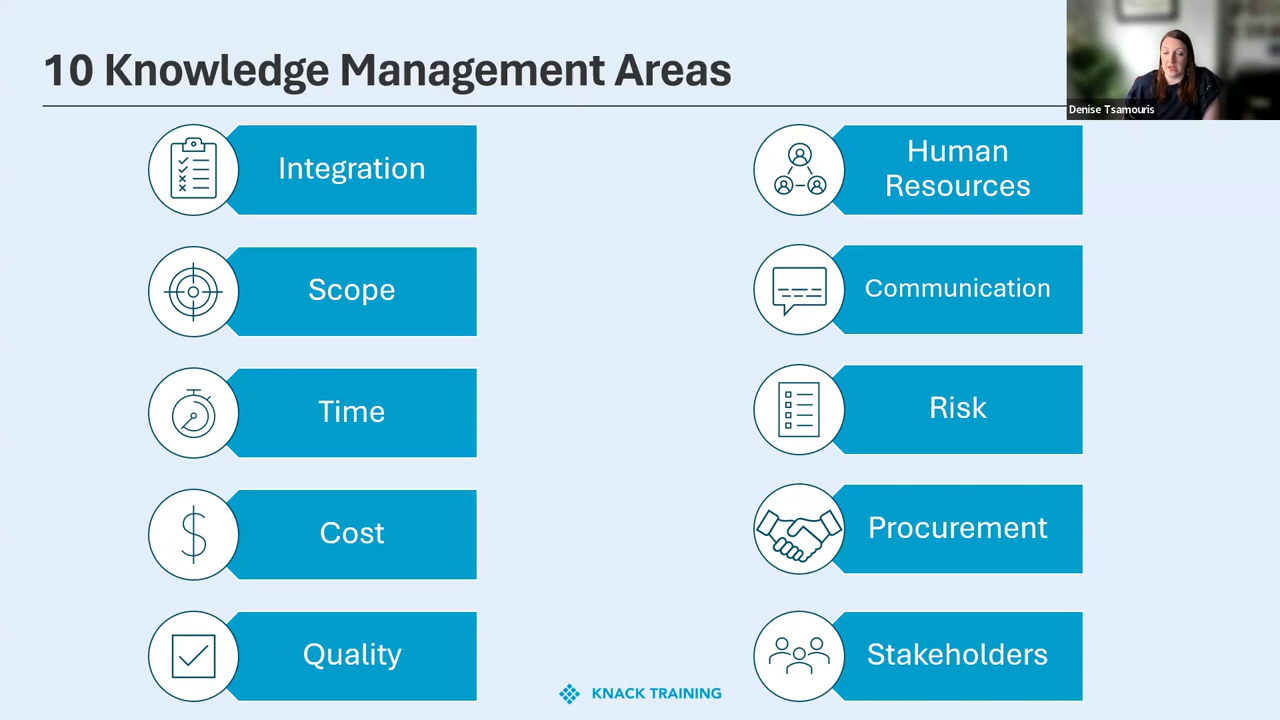 10 Knowledge Management Areas
Denise Tsamouris
Integration
Scope
Time
Cost
Quality
Human
Resources
Communication
Risk
Procurement
Stakeholders
KNACK TRAINING